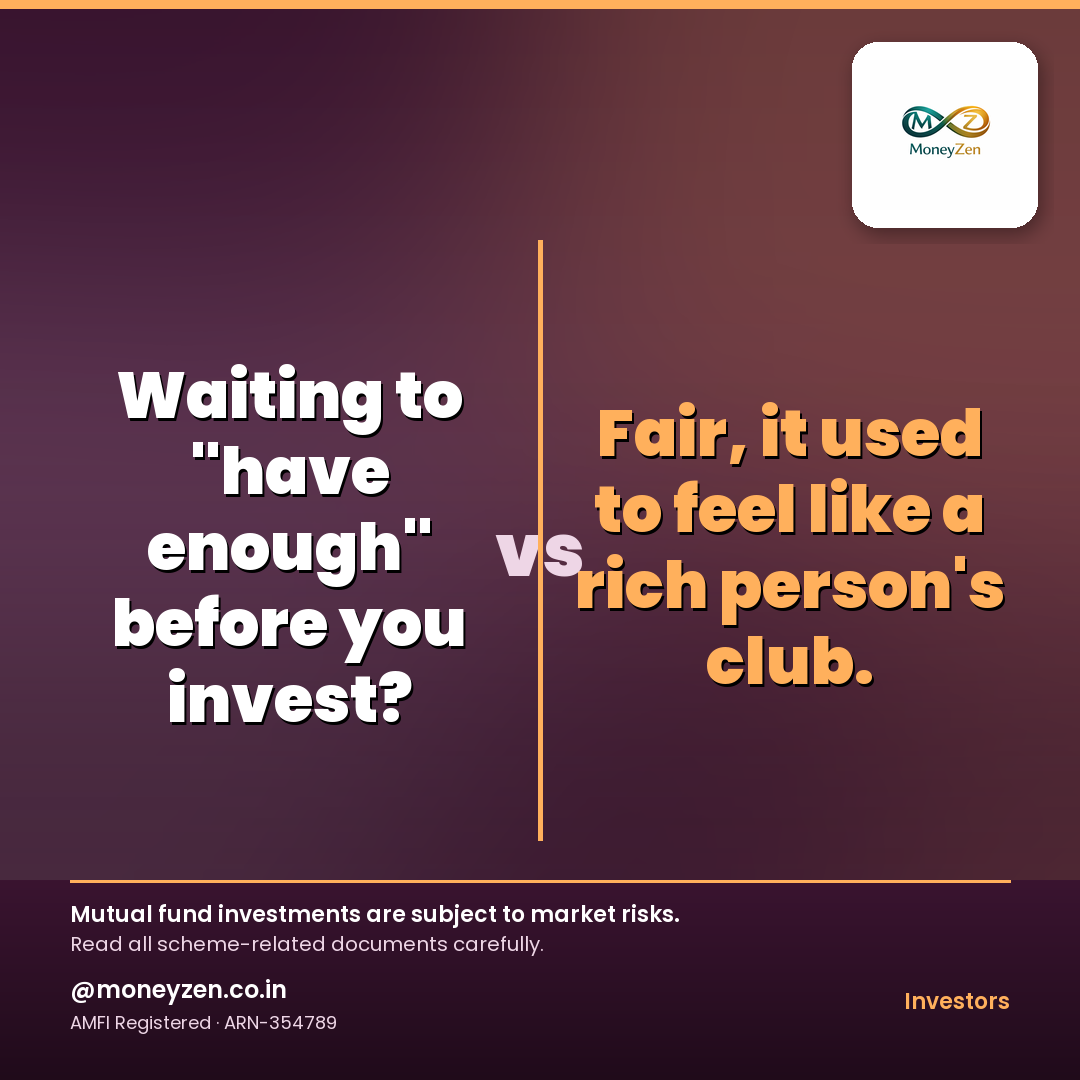 MZ
MoneyZen
Waiting to
"have
enough"
before you
invest?
vs
Fair, it used
to feel like a
rich person's
club.
Mutual fund investments are subject to market risks.
Read all scheme-related documents carefully.
@moneyzen.co.in
AMFI Registered · ARN-354789
Investors